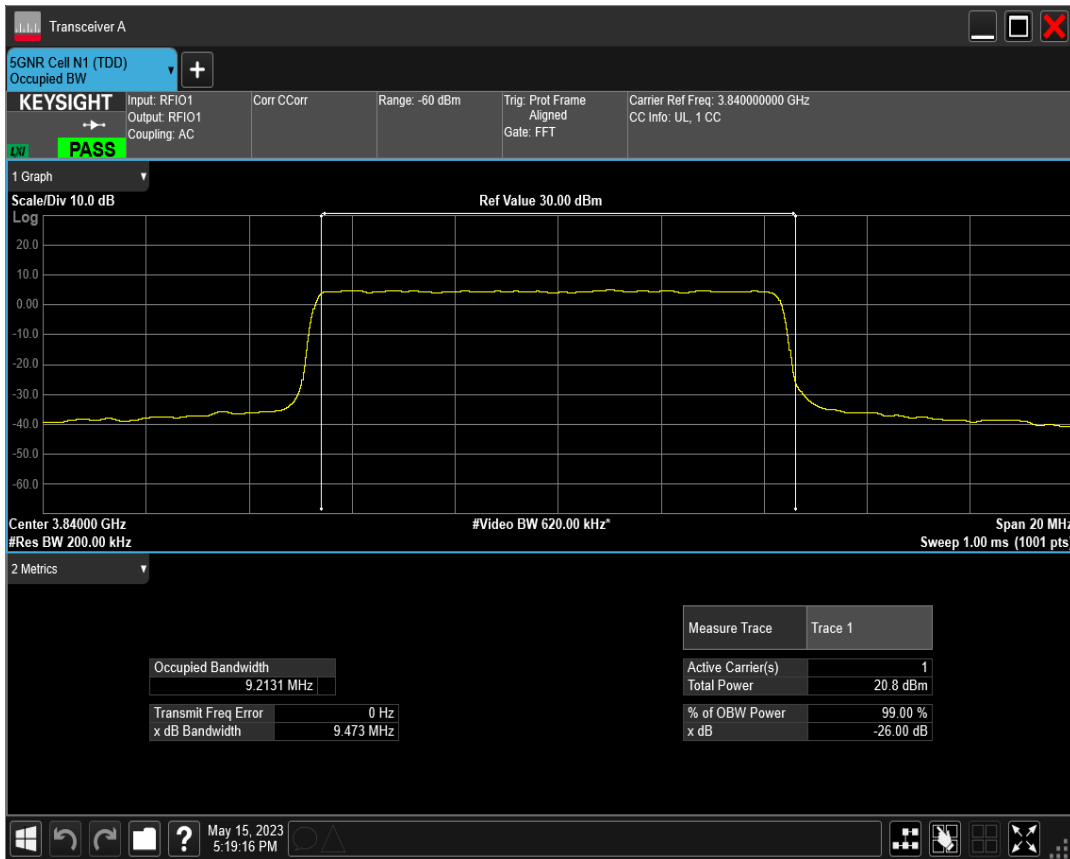 Transceiver A
5GNR Cell N1 (TDD)
Occupied BW
+
KEYSIGHT
LXI
PASS
Input: RFIO1
Output: RFIO1
Coupling: AC
Corr CCorr
Range: -60 dBm
Trig: Prot Frame
Aligned
Gate: FFT
Carrier Ref Freq: 3.840000000 GHz
CC Info: UL, 1 CC
1 Graph
Scale/Div 10.0 dB
Ref Value 30.00 dBm
Log
20.0
10.0
0.00
-10.0
-20.0
-30.0
-40.0
-50.0
-60.0
Center 3.84000 GHz
#Video BW 620.00 kHz*
Span 20 MHz
#Res BW 200.00 kHz
Sweep 1.00 ms (1001 pts)
2 Metrics
Measure Trace Trace 1
Occupied Bandwidth
9.2131 MHz
Active Carrier(s) 1
Total Power 20.8 dBm
Transmit Freq Error 0 Hz
x dB Bandwidth 9.473 MHz
% of OBW Power 99.00 %
x dB -26.00 dB
?
May 15, 2023
5:19:16 PM